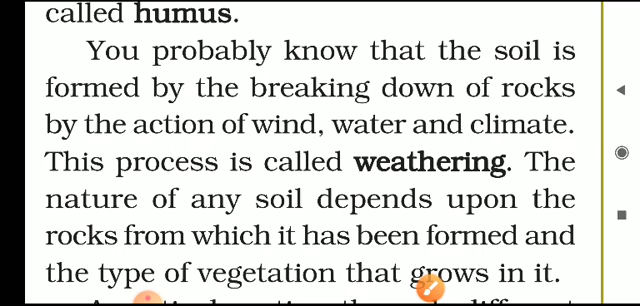 called humus.
You probably know that the soil is
formed by the breaking down of rocks
by the action of wind, water and climate.
This process is called weathering. The
nature of any soil depends upon the
rocks from which it has been formed and
the type of vegetation that grows in it.